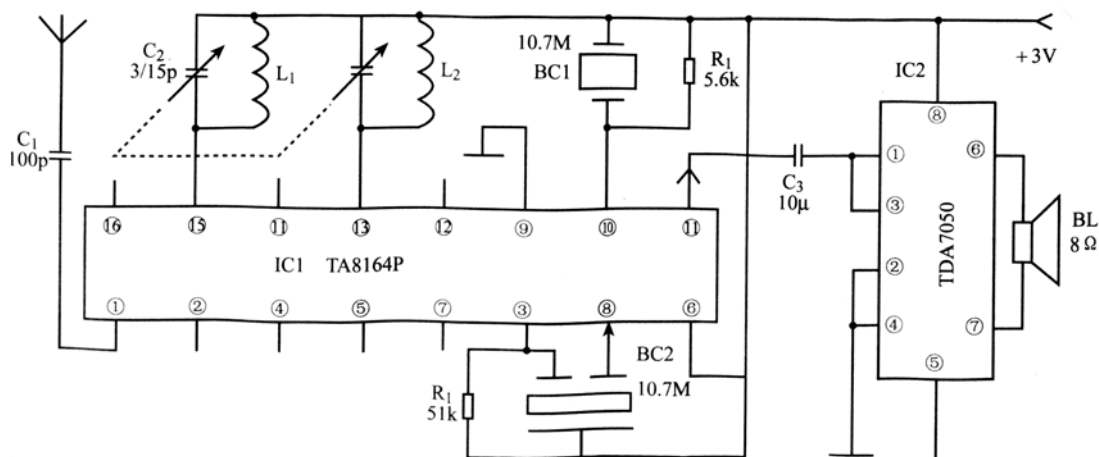 C₂
3/15p
L₁
L₂
10.7M
BC1
R₁
5.6k
+3V
IC2
C₁
100p
C₃
10μ
⑧
①
⑥
③
②
④
⑦
⑤
TDA7050
BL
8Ω
⑯ ⑮ ⑪ ⑬ ⑫ ⑨ ⑩ ⑪
IC1 TA8164P
① ② ④ ⑤ ⑦ ③ ⑧ ⑥
BC2
10.7M
R₁
51k